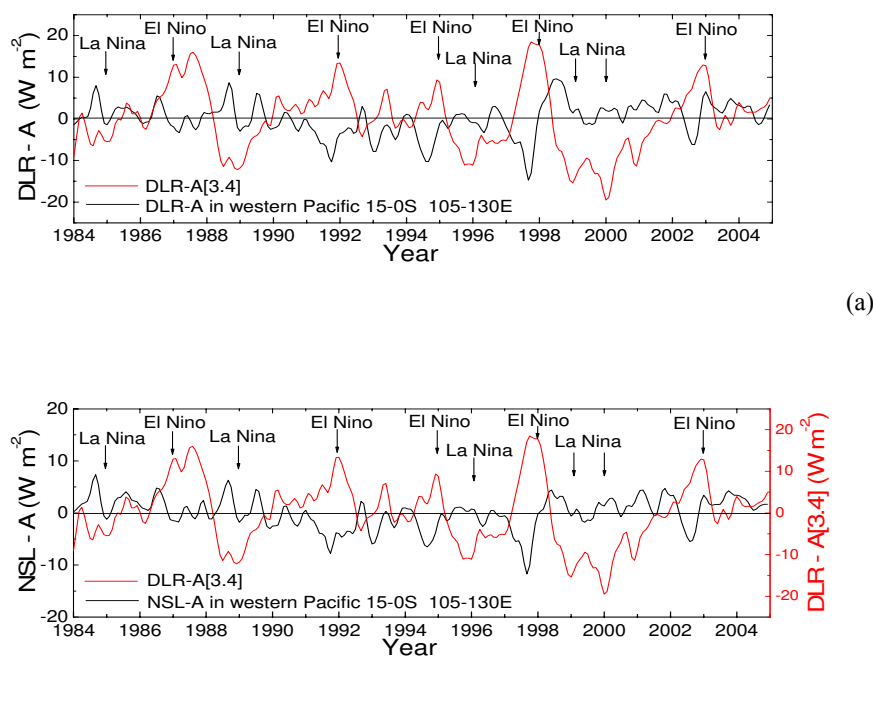 El Nino El Nino El Nino El Nino El Nino
La Nina La Nina La Nina La Nina
DLR - A (W m-2)
20
10
0
-10
-20
DLR-A[3.4]
DLR-A in western Pacific 15-0S 105-130E
1984 1986 1988 1990 1992 1994 1996 1998 2000 2002 2004
Year
(a)
El Nino El Nino El Nino El Nino El Nino
La Nina La Nina La Nina La Nina
NSL - A (W m-2)
20
10
0
-10
-20
DLR - A[3.4] (W m-2)
20
10
0
-10
-20
DLR-A[3.4]
NSL-A in western Pacific 15-0S 105-130E
1984 1986 1988 1990 1992 1994 1996 1998 2000 2002 2004
Year